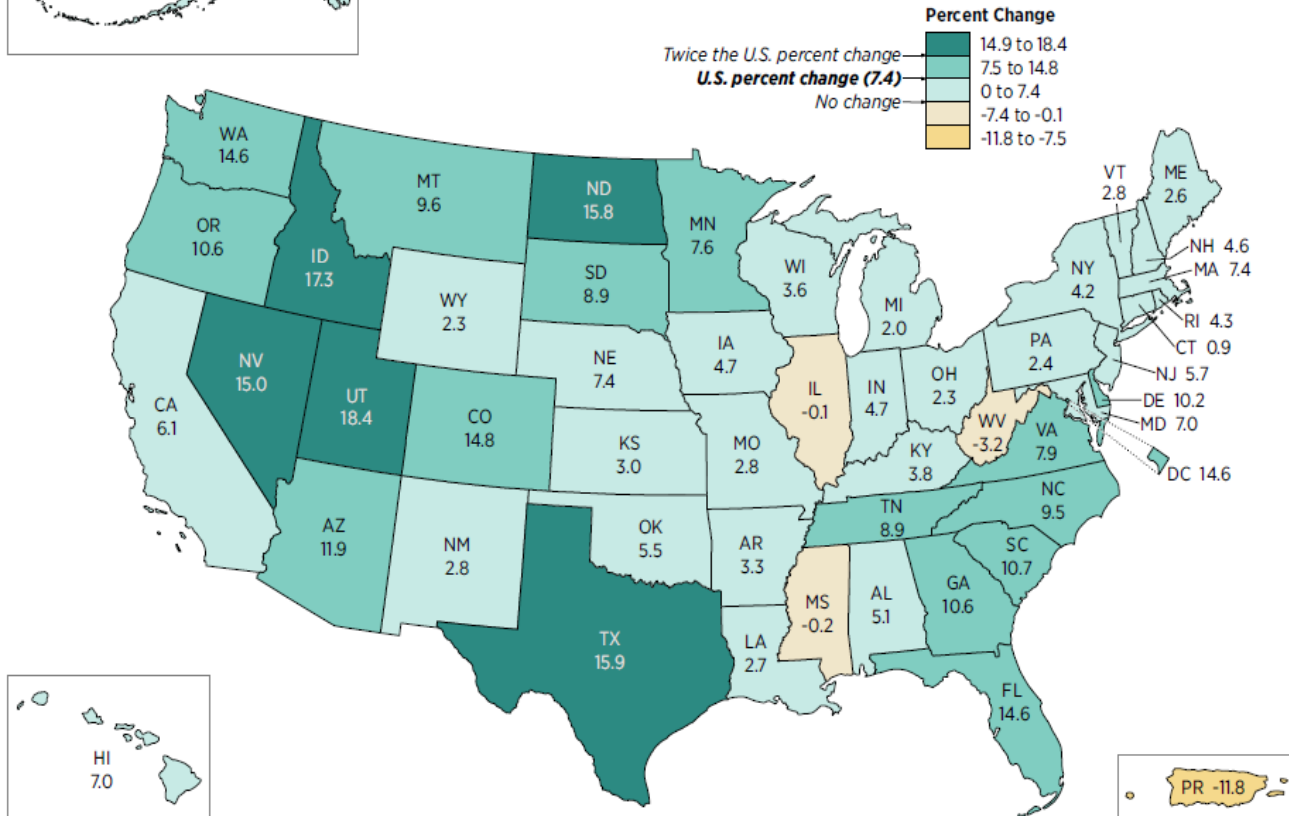 Percent Change
Twice the U.S. percent change
U.S. percent change (7.4)
No change
14.9 to 18.4
7.5 to 14.8
0 to 7.4
-7.4 to -0.1
-11.8 to -7.5
WA
14.6
MT
9.6
ND
15.8
MN
7.6
VT
2.8
ME
2.6
OR
10.6
ID
17.3
SD
8.9
WI
3.6
NY
4.2
NH 4.6
MA 7.4
WY
2.3
MI
2.0
RI 4.3
CT 0.9
NV
15.0
UT
18.4
NE
7.4
IA
4.7
PA
2.4
NJ 5.7
CA
6.1
CO
14.8
IL
-0.1
IN
4.7
OH
2.3
DE 10.2
MD 7.0
KS
3.0
MO
2.8
KY
3.8
WV
-3.2
VA
7.9
DC 14.6
AZ
11.9
NM
2.8
OK
5.5
AR
3.3
TN
8.9
NC
9.5
SC
10.7
TX
15.9
LA
2.7
MS
-0.2
AL
5.1
GA
10.6
FL
14.6
HI
7.0
PR -11.8